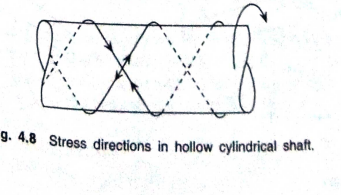 g. 4.8 Stress directions in hollow cylindrical shaft.